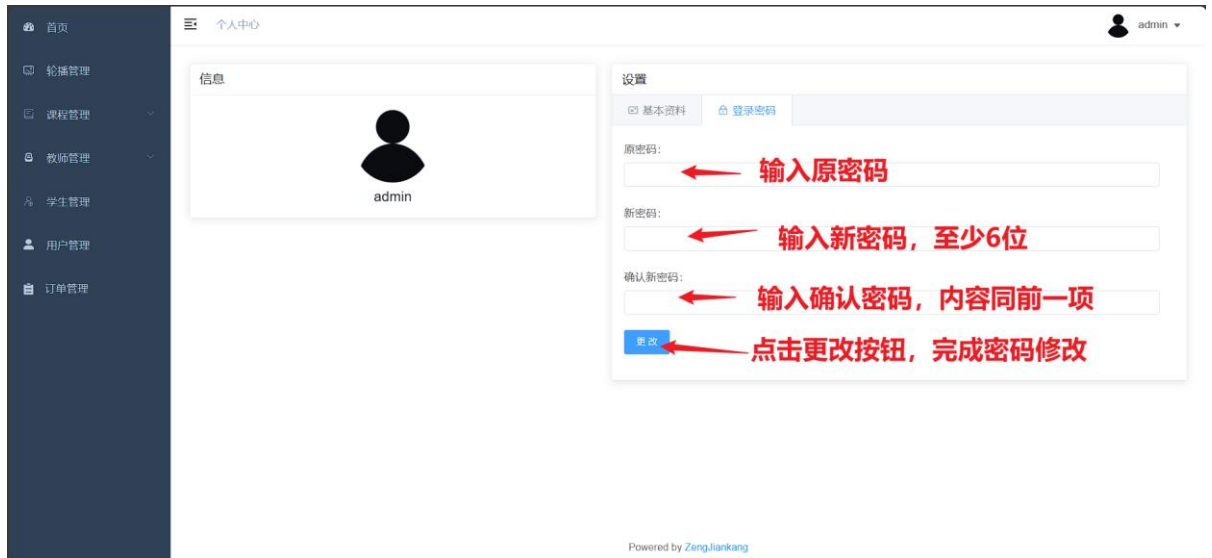 首页
轮播管理
课程管理
教师管理
学生管理
用户管理
订单管理
个人中心
admin
信息
admin
设置
基本资料
登录密码
原密码：
输入原密码
新密码：
输入新密码，至少6位
确认新密码：
输入确认密码，内容同前一项
更改
点击更改按钮，完成密码修改
Powered by ZengJiankang